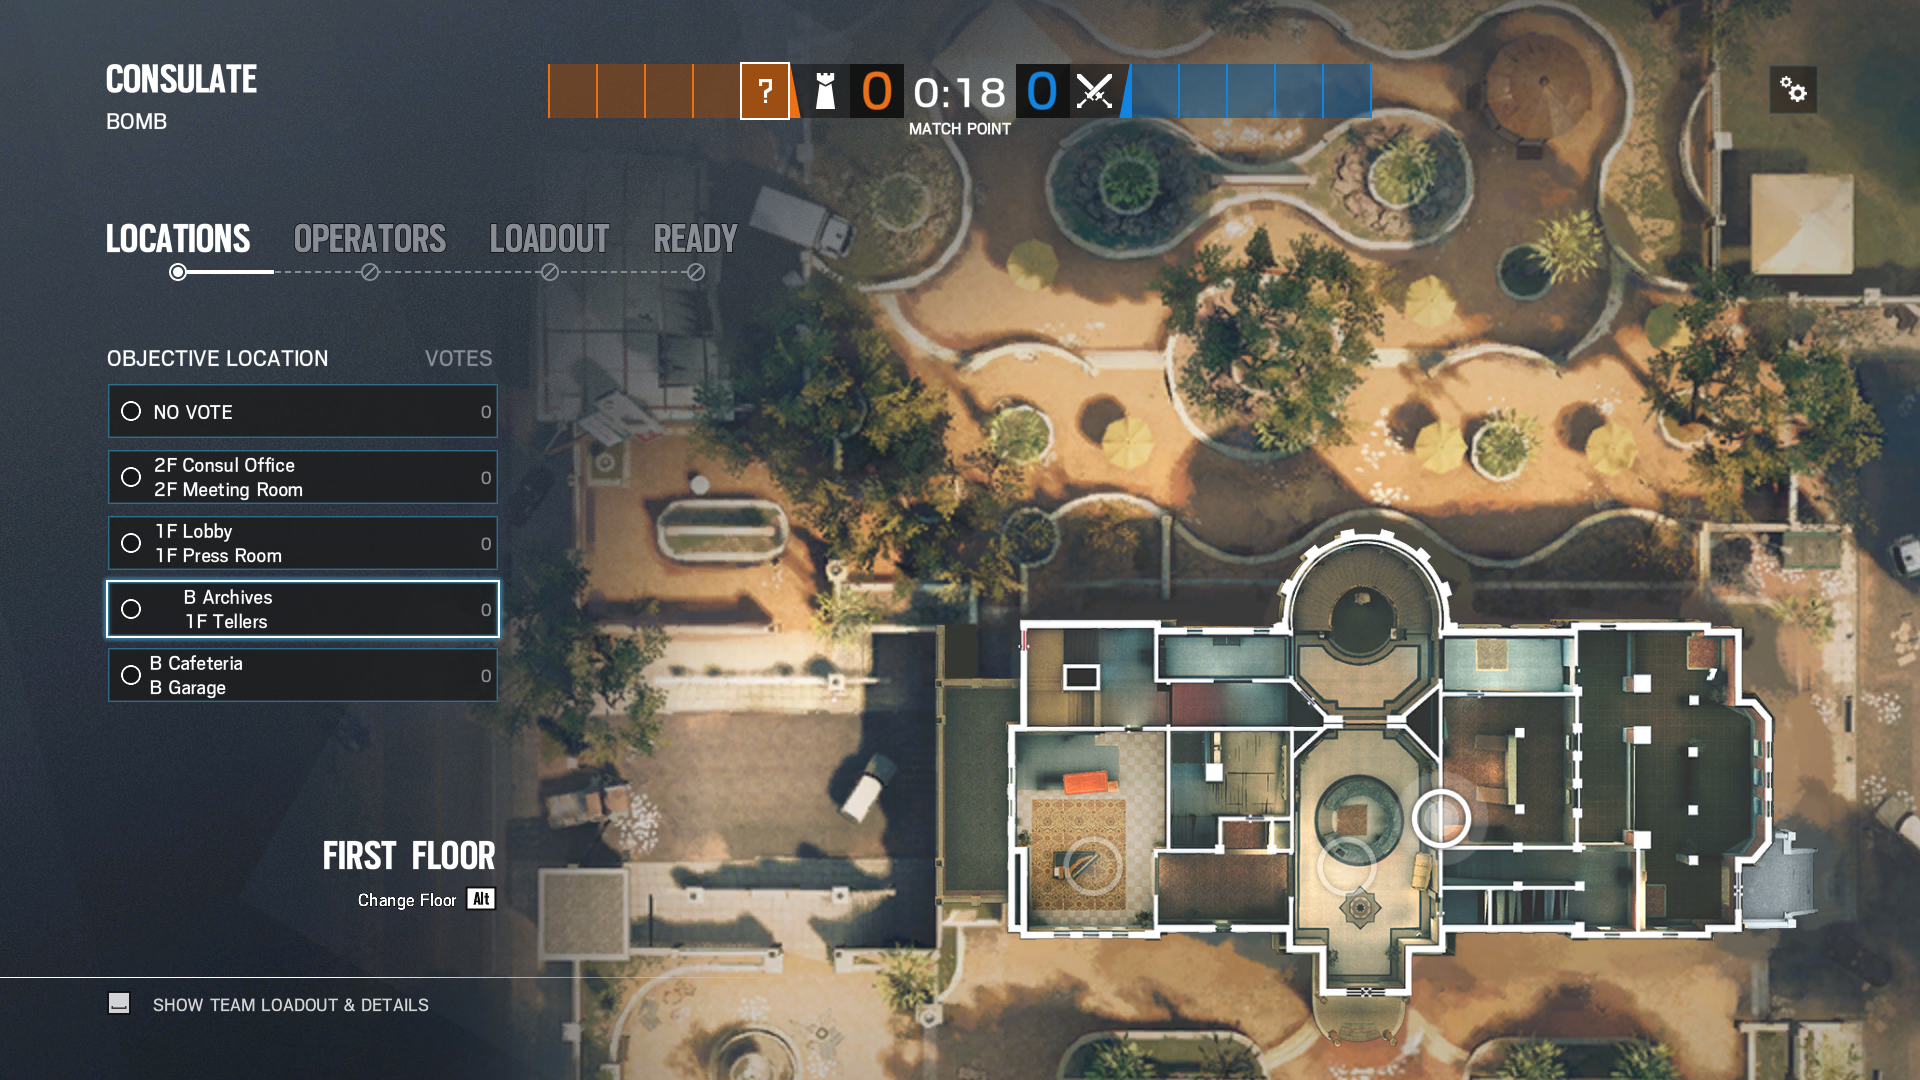 CONSULATE
BOMB
?
0
0:18
0
MATCH POINT
LOCATIONS
OPERATORS
LOADOUT
READY
OBJECTIVE LOCATION
VOTES
NO VOTE
0
2F Consul Office
2F Meeting Room
0
1F Lobby
1F Press Room
0
B Archives
1F Tellers
0
B Cafeteria
B Garage
0
FIRST FLOOR
Change Floor Alt
SHOW TEAM LOADOUT & DETAILS